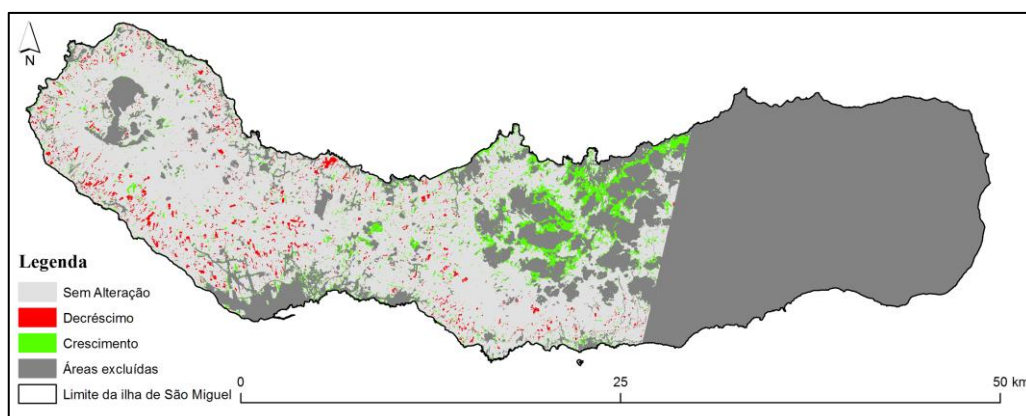 N
Legenda
Sem Alteração
Decréscimo
Crescimento
Áreas excluídas
Limite da ilha de São Miguel
0 25 50 km